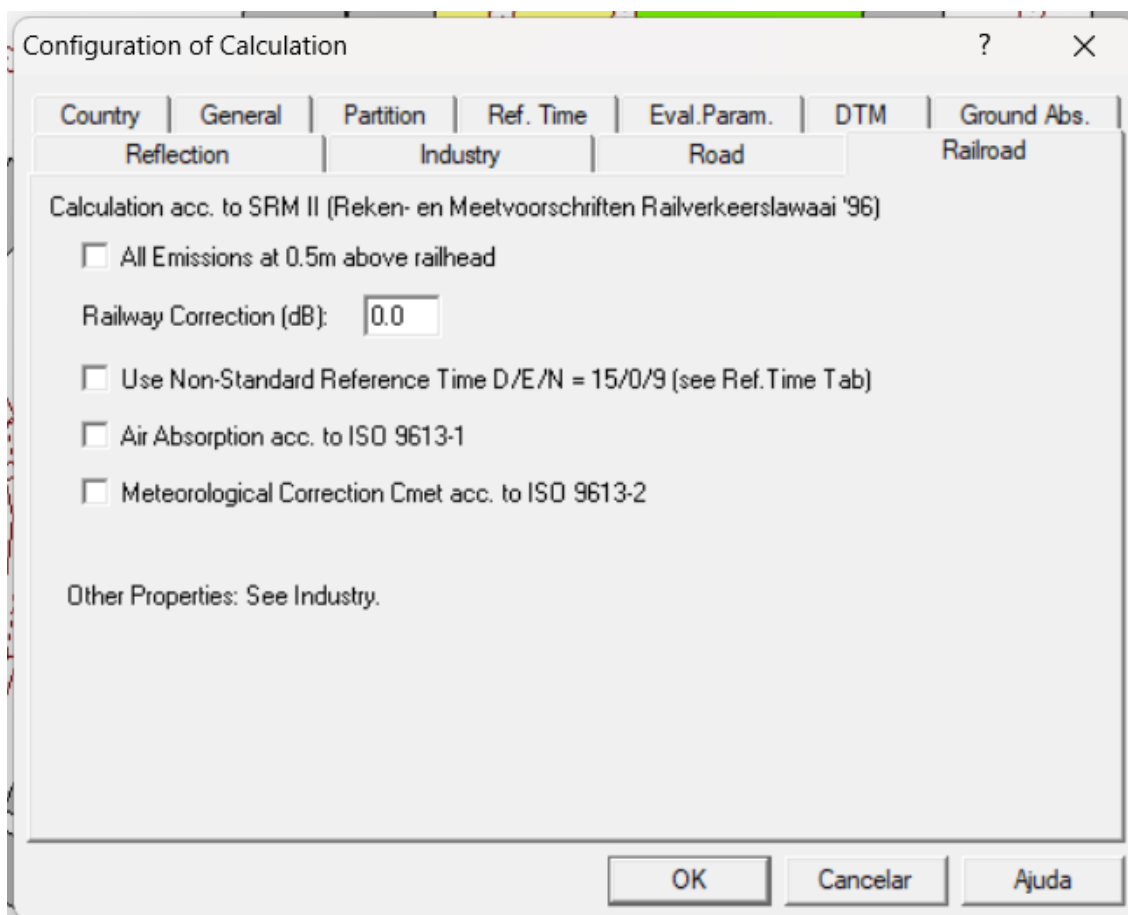 Configuration of Calculation ? ×
Country General Partition Ref. Time Eval.Param. DTM Ground Abs.
Reflection Industry Road Railroad
Calculation acc. to SRM II (Reken- en Meetvoorschriften Railverkeerslawaai '96)
All Emissions at 0.5m above railhead
Railway Correction (dB): 0.0
Use Non-Standard Reference Time D/E/N = 15/0/9 (see Ref.Time Tab)
Air Absorption acc. to ISO 9613-1
Meteorological Correction Cmet acc. to ISO 9613-2
Other Properties: See Industry.
OK Cancelar Ajuda